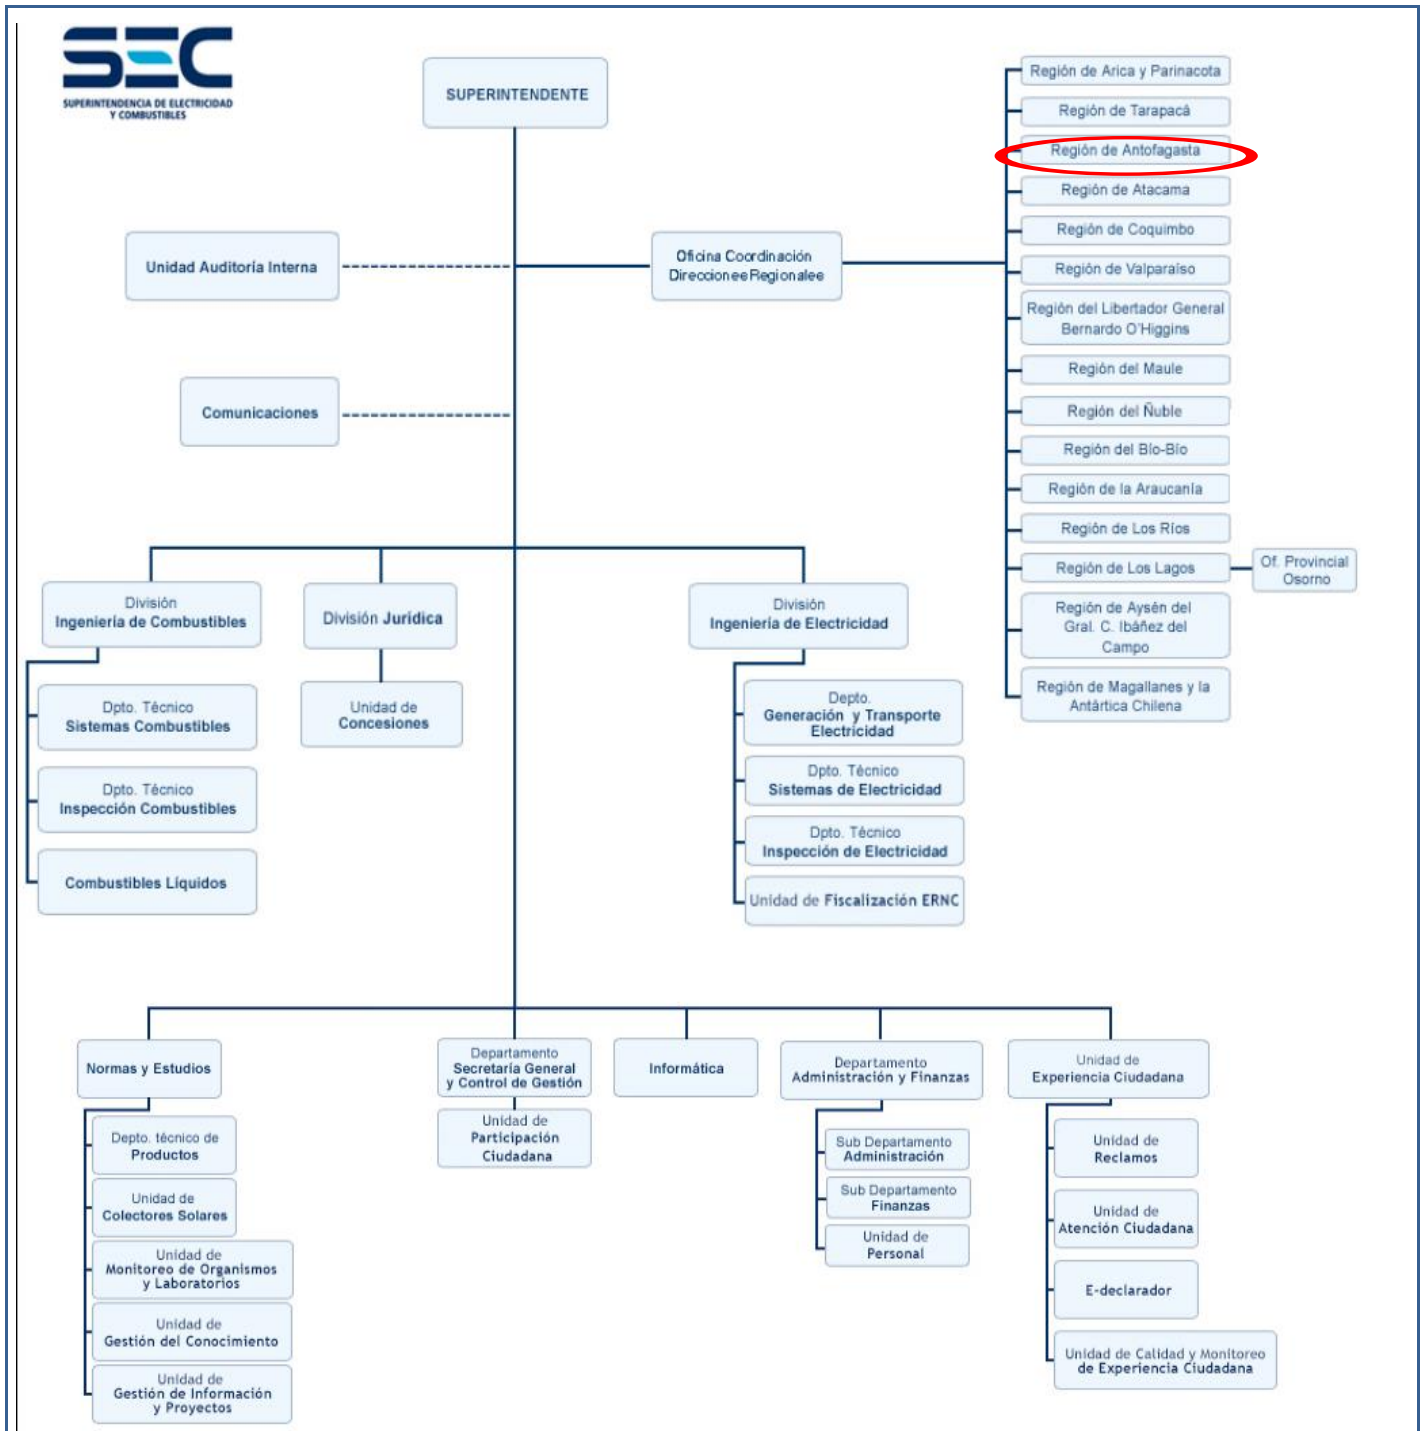 SEC
SUPERINTENDENCIA DE ELECTRICIDAD
Y COMBUSTIBLES
SUPERINTENDENTE
Unidad Auditoría Interna
Oficina Coordinación
Direccionee Regionalee
Comunicaciones
Región de Arica y Parinacota
Región de Tarapacá
Región de Antofagasta
Región de Atacama
Región de Coquimbo
Región de Valparaíso
Región del Libertador General
Bernardo O'Higgins
Región del Maule
Región del Ñuble
Región del Bío-Bío
Región de la Araucanía
Región de Los Ríos
Región de Los Lagos
Of. Provincial
Osorno
Región de Aysén del
Gral. C. Ibáñez del
Campo
Región de Magallanes y la
Antártica Chilena
División
Ingeniería de Combustibles
Dpto. Técnico
Sistemas Combustibles
Dpto. Técnico
Inspección Combustibles
Combustibles Líquidos
División Jurídica
Unidad de
Concesiones
División
Ingeniería de Electricidad
Depto.
Generación y Transporte
Electricidad
Dpto. Técnico
Sistemas de Electricidad
Dpto. Técnico
Inspección de Electricidad
Unidad de Fiscalización ERNC
Normas y Estudios
Depto. técnico de
Productos
Unidad de
Colectores Solares
Unidad de
Monitoreo de Organismos
y Laboratorios
Unidad de
Gestión del Conocimiento
Unidad de
Gestión de Información
y Proyectos
Departamento
Secretaría General
y Control de Gestión
Unidad de
Participación
Ciudadana
Informática
Departamento
Administración y Finanzas
Sub Departamento
Administración
Sub Departamento
Finanzas
Unidad de
Personal
Unidad de
Experiencia Ciudadana
Unidad de
Reclamos
Unidad de
Atención Ciudadana
E-declarador
Unidad de Calidad y Monitoreo
de Experiencia Ciudadana